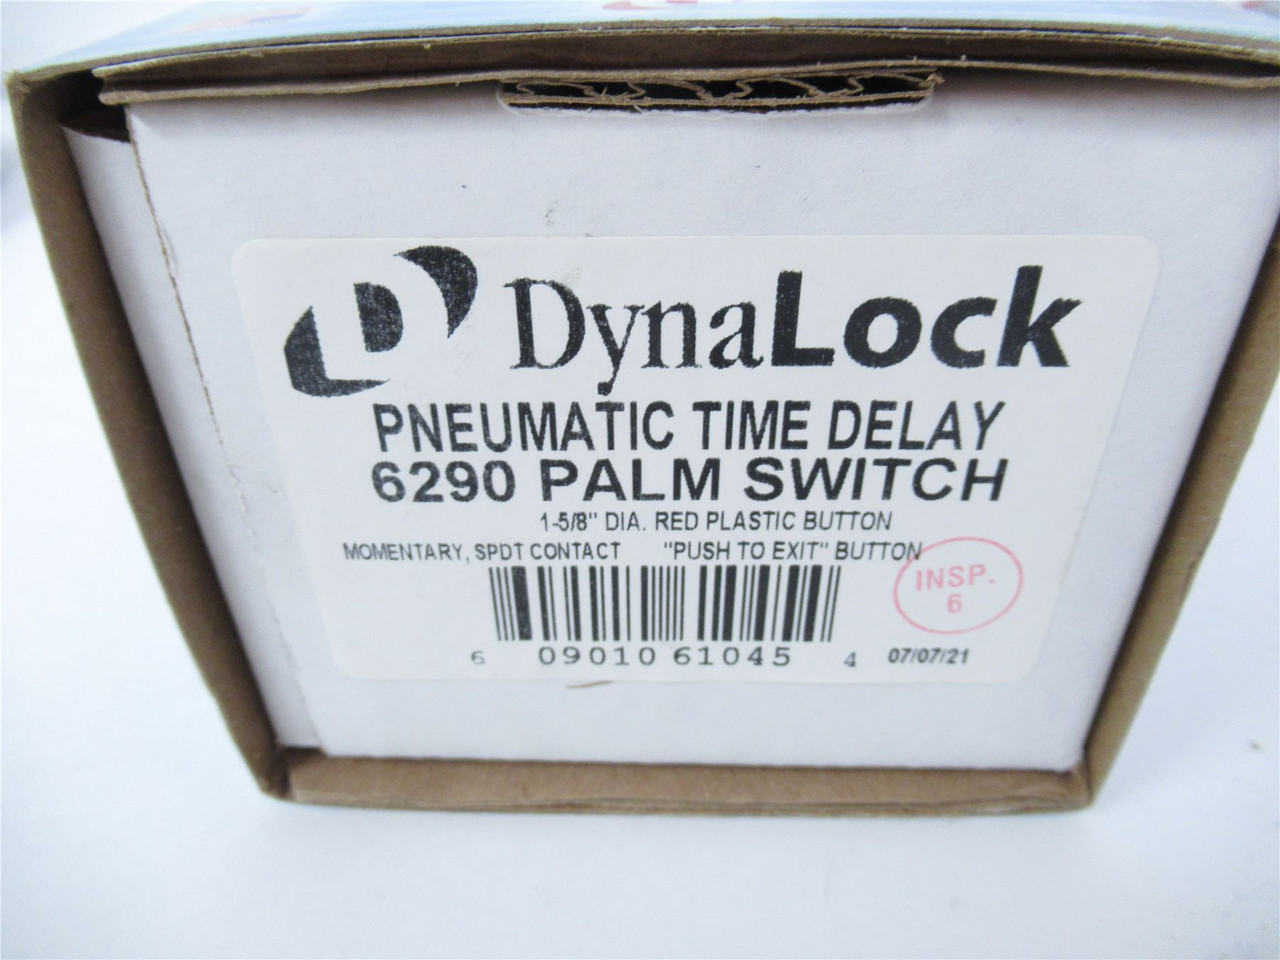 DynaLock
PNEUMATIC TIME DELAY
6290 PALM SWITCH
1-5/8" DIA. RED PLASTIC BUTTON
MOMENTARY, SPDT CONTACT "PUSH TO EXIT" BUTTON
INSP.
6
6 09010 61045 4 07/07/21